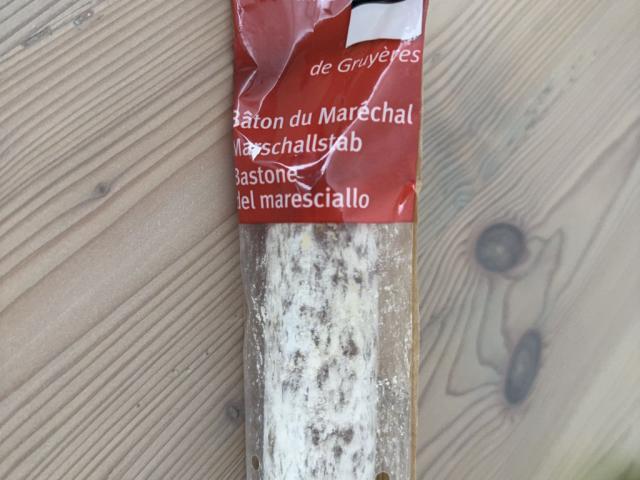 de Gruyères
Bâton du Maréchal
Marschallstab
Bastone
del maresciallo